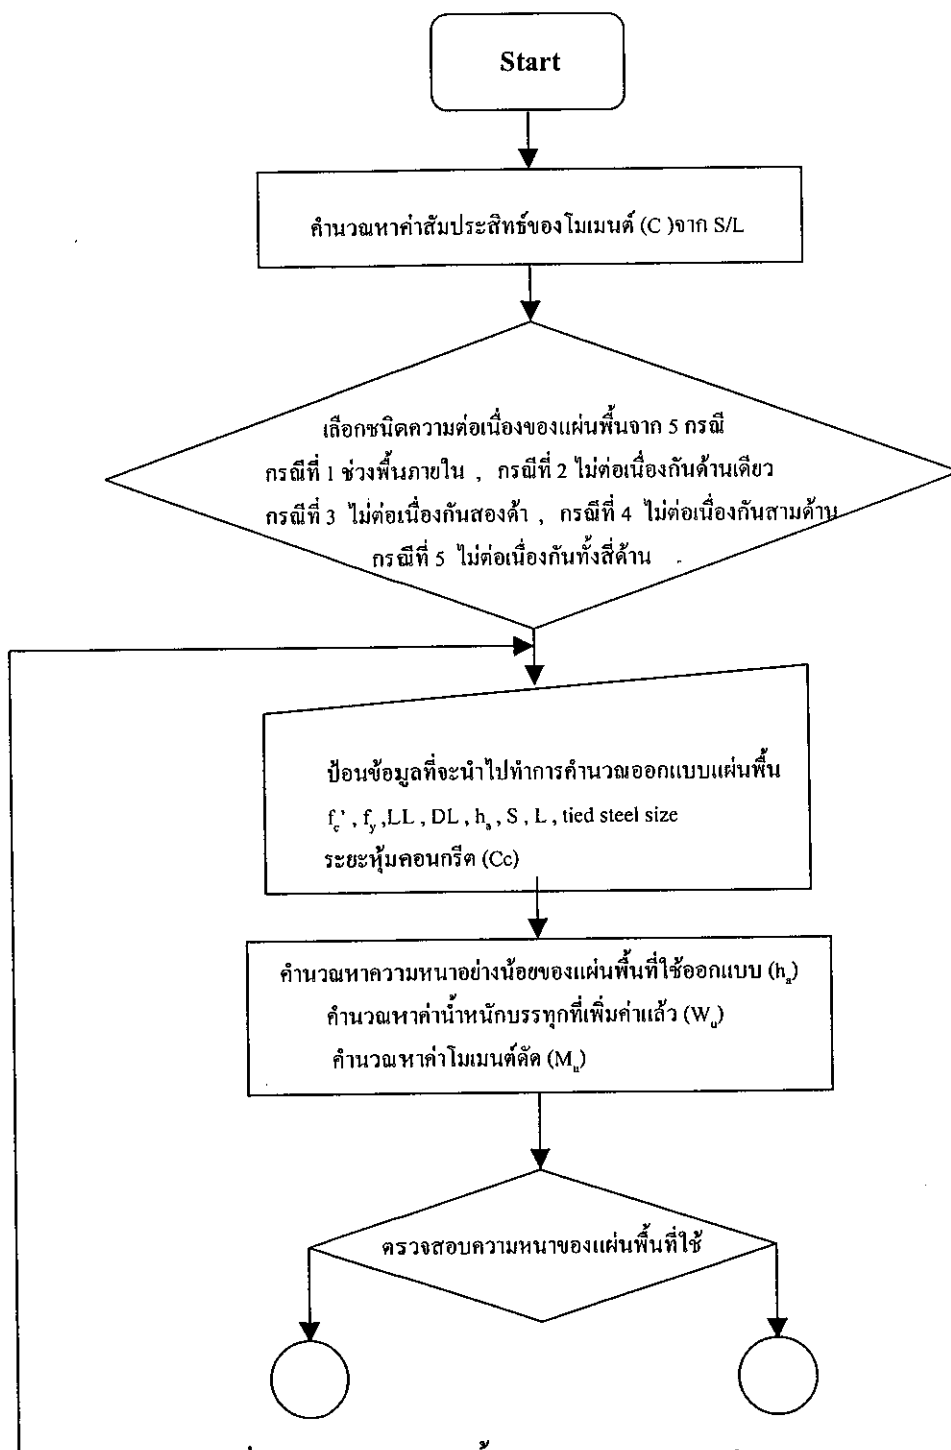 Start
คำนวณหาค่าสัมประสิทธ์ของโมเมนต์ (C )จาก S/L
เลือกชนิดความต่อเนื่องของแผ่นพื้นจาก 5 กรณี
กรณีที่ 1 ช่วงพื้นภายใน , กรณีที่ 2 ไม่ต่อเนื่องกันด้านเดียว
กรณีที่ 3 ไม่ต่อเนื่องกันสองด้า , กรณีที่ 4 ไม่ต่อเนื่องกันสามด้าน
กรณีที่ 5 ไม่ต่อเนื่องกันทั้งสี่ด้าน
ป้อนข้อมูลที่จะนำไปทำการคำนวณออกแบบแผ่นพื้น
fc' , fy ,LL , DL , ha , S , L , tied steel size
ระยะหุ้มคอนกรีต (Cc)
คำนวณหาความหนาอย่างน้อยของแผ่นพื้นที่ใช้ออกแบบ (ha)
คำนวณหาค่าน้ำหนักบรรทุกที่เพิ่มค่าแล้ว (Wu)
คำนวณหาค่าโมเมนต์ดัด (Mu)
ตรวจสอบความหนาของแผ่นพื้นที่ใช้